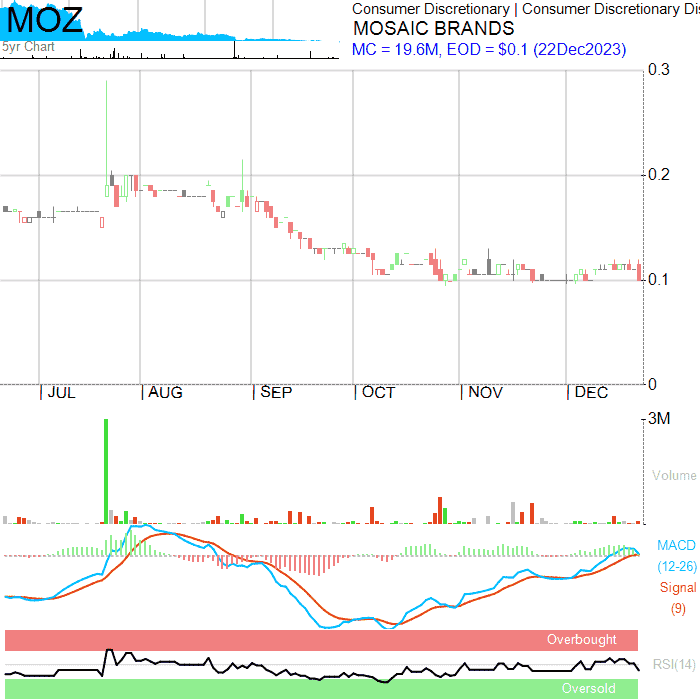 MOZ
5yr Chart
Consumer Discretionary | Consumer Discretionary Dis
MOSAIC BRANDS
MC = 19.6M, EOD = $0.1 (22Dec2023)
0.3
0.2
0.1
0
JUL AUG SEP OCT NOV DEC
3M
Volume
MACD
(12-26)
Signal
(9)
Overbought
RSI(14)
Oversold